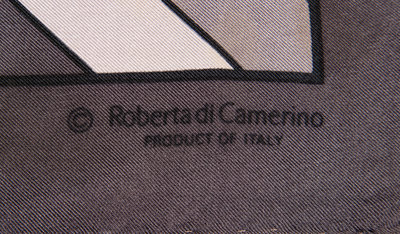 © Roberta di Camerino
PRODUCT OF ITALY